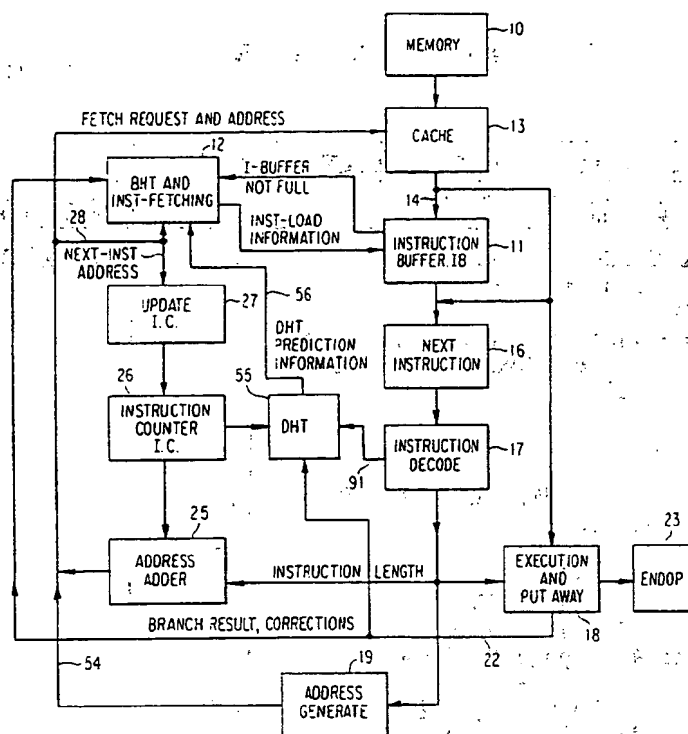 10
MEMORY
FETCH REQUEST AND ADDRESS
13
CACHE
12
BHT AND
INST-FETCHING
I-BUFFER
NOT FULL
14
INST-LOAD
INFORMATION
INSTRUCTION
BUFFER, IB
11
28
NEXT-INST
ADDRESS
UPDATE
I.C.
27
56
DHT
PREDICTION
INFORMATION
NEXT
INSTRUCTION
16
26
INSTRUCTION
COUNTER
I.C.
55
DHT
INSTRUCTION
DECODE
17
91
25
ADDRESS
ADDER
INSTRUCTION LENGTH
EXECUTION
AND
PUT AWAY
18
23
ENDOP
BRANCH RESULT, CORRECTIONS
22
54
19
ADDRESS
GENERATE